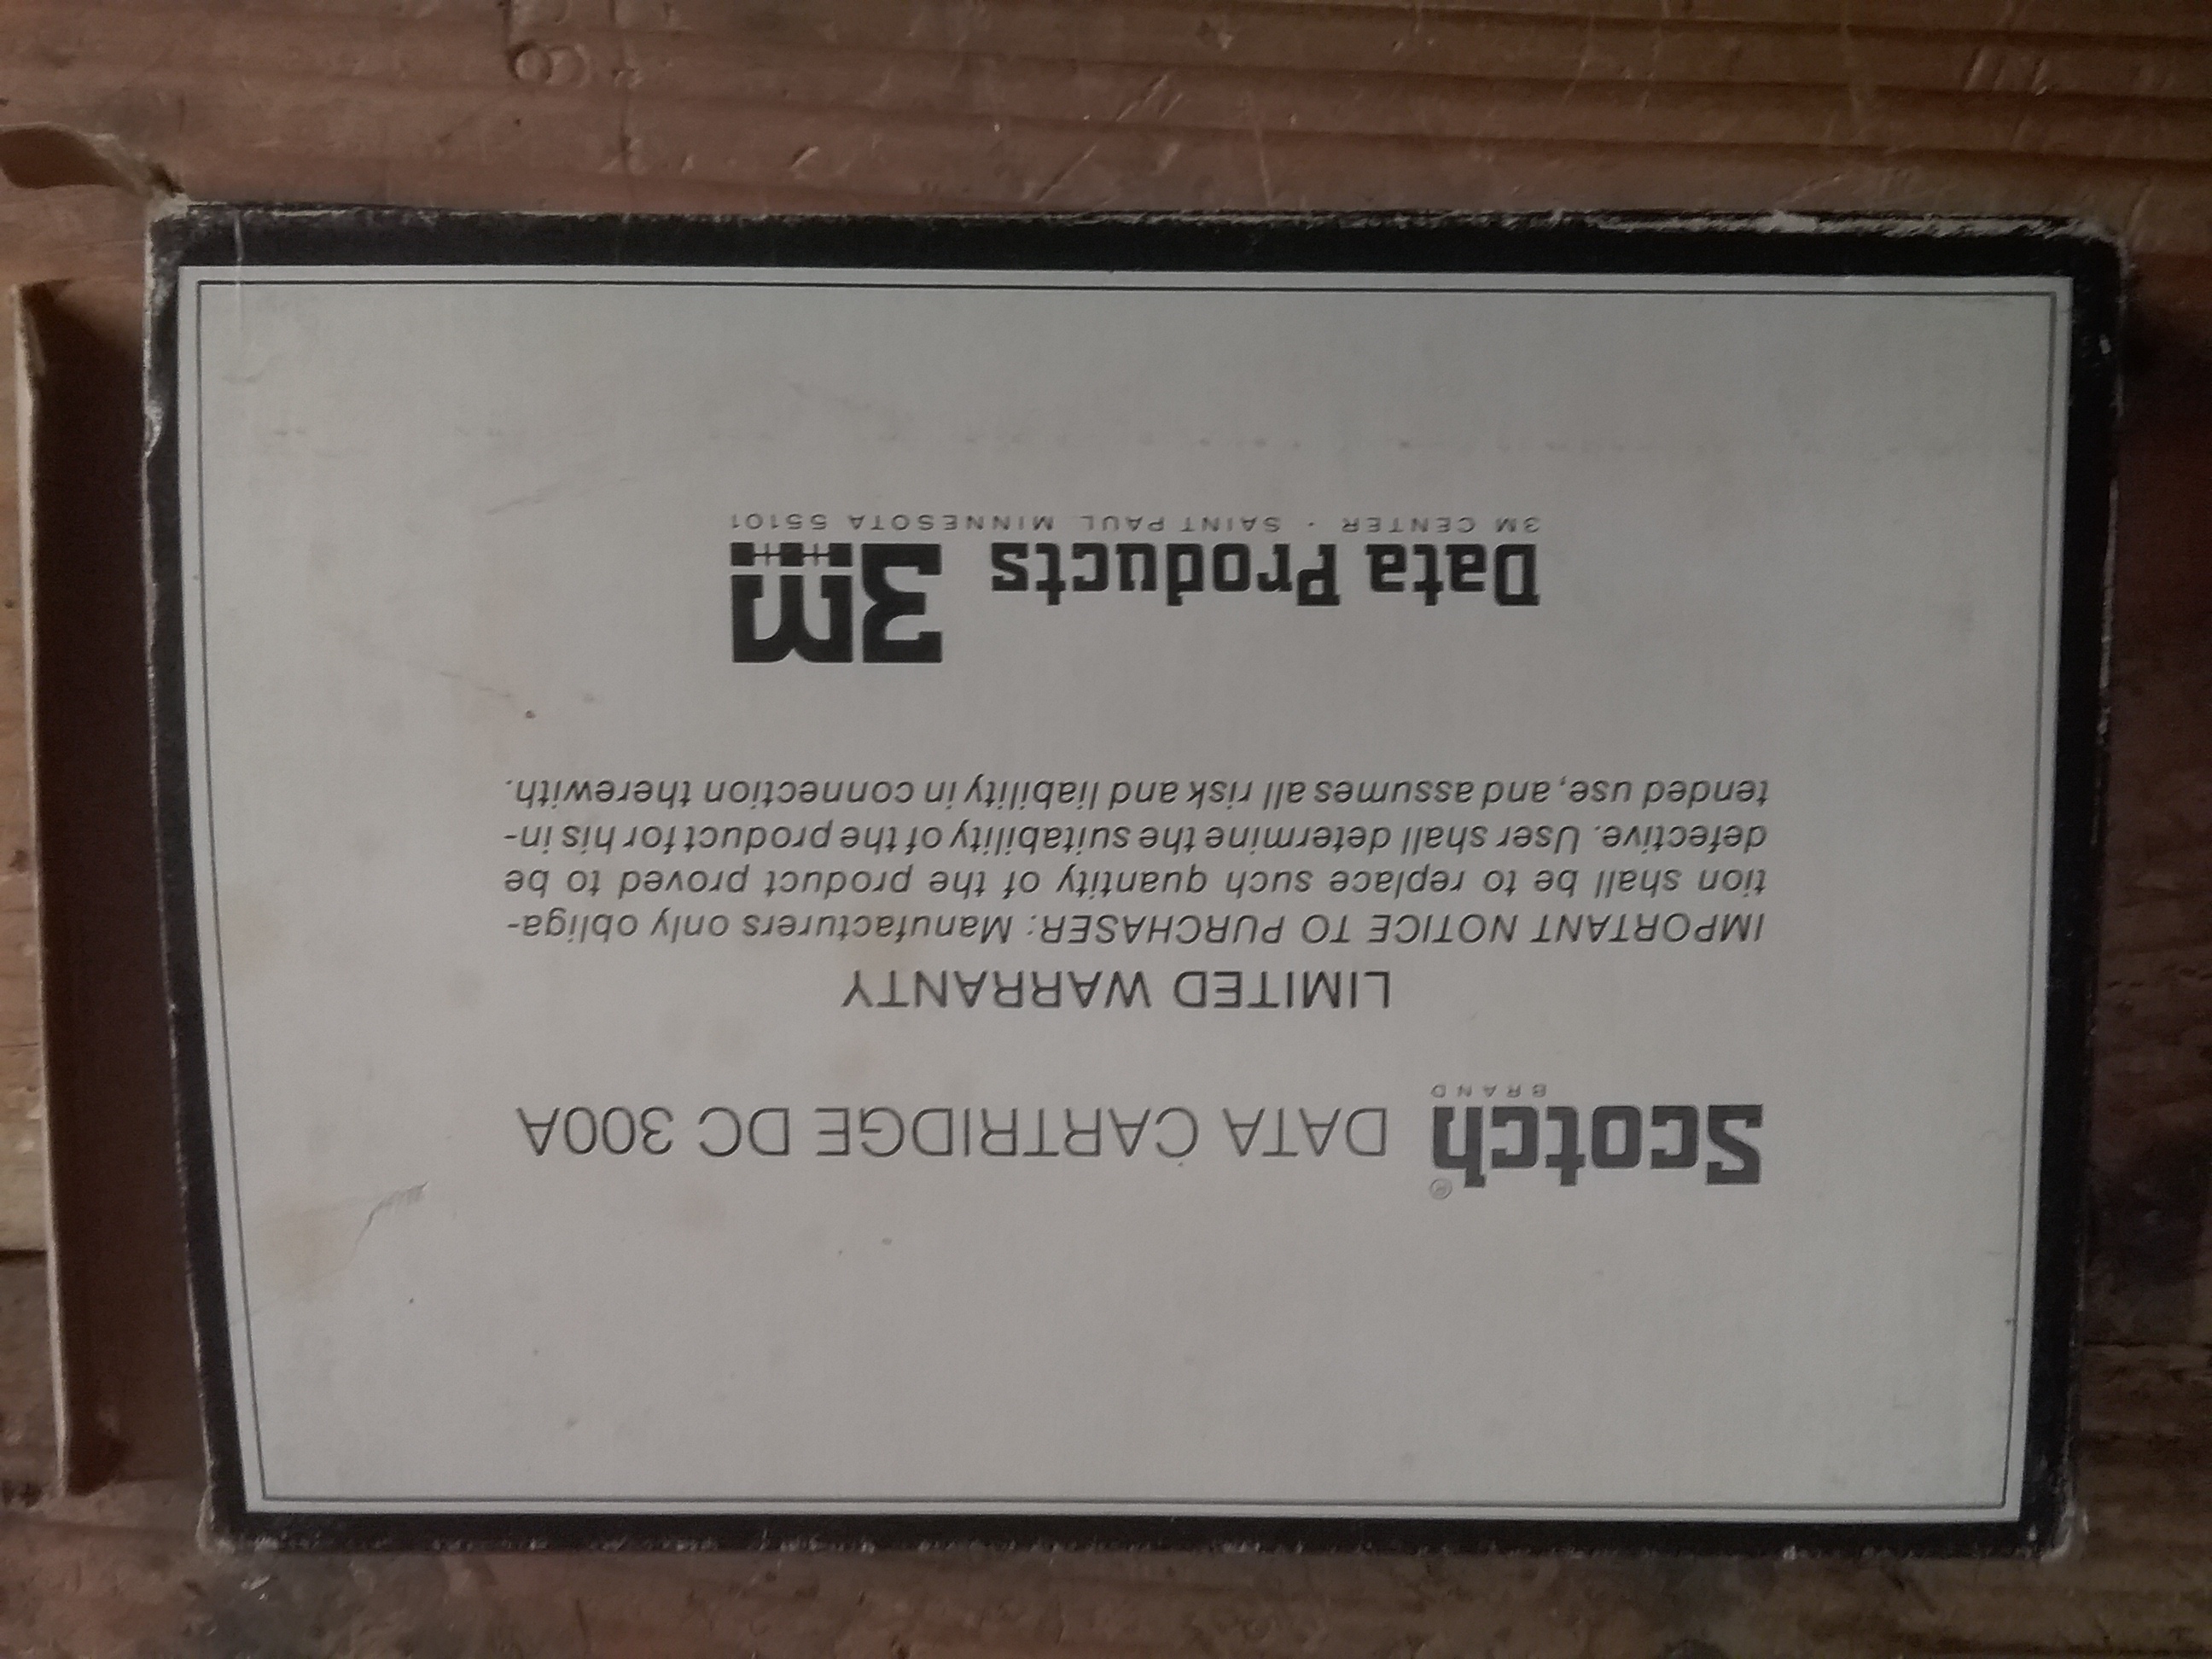 Scotch® DATA CARTRIDGE DC 300A
BRAND
LIMITED WARRANTY
IMPORTANT NOTICE TO PURCHASER: Manufacturers only obliga-
tion shall be to replace such quantity of the product proved to be
defective. User shall determine the suitability of the product for his in-
tended use, and assumes all risk and liability in connection therewith.
Data Products 3M
3M CENTER · SAINT PAUL, MINNESOTA 55101